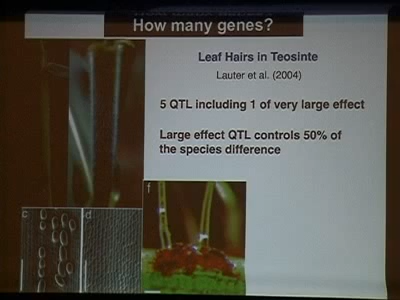 How many genes?
Leaf Hairs in Teosinte
Lauter et al. (2004)
5 QTL including 1 of very large effect
Large effect QTL controls 50% of
the species difference
c
d
f